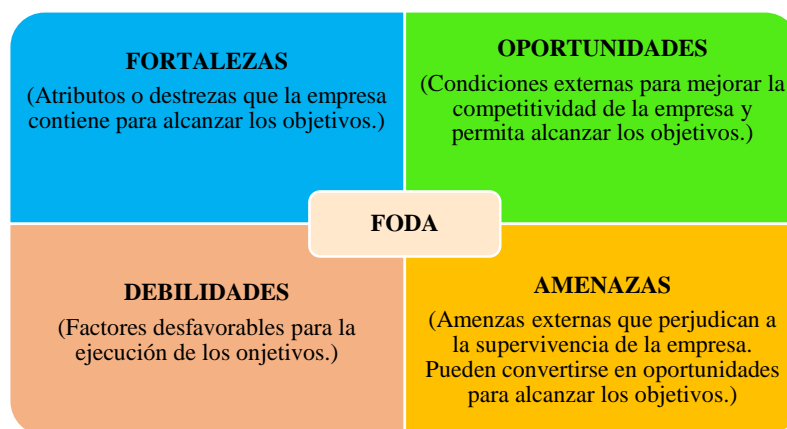 FORTALEZAS
(Atributos o destrezas que la empresa
contiene para alcanzar los objetivos.)
OPORTUNIDADES
(Condiciones externas para mejorar la
competitividad de la empresa y
permita alcanzar los objetivos.)
FODA
DEBILIDADES
(Factores desfavorables para la
ejecución de los onjetivos.)
AMENAZAS
(Amenzas externas que perjudican a
la supervivencia de la empresa.
Pueden convertirse en oportunidades
para alcanzar los objetivos.)